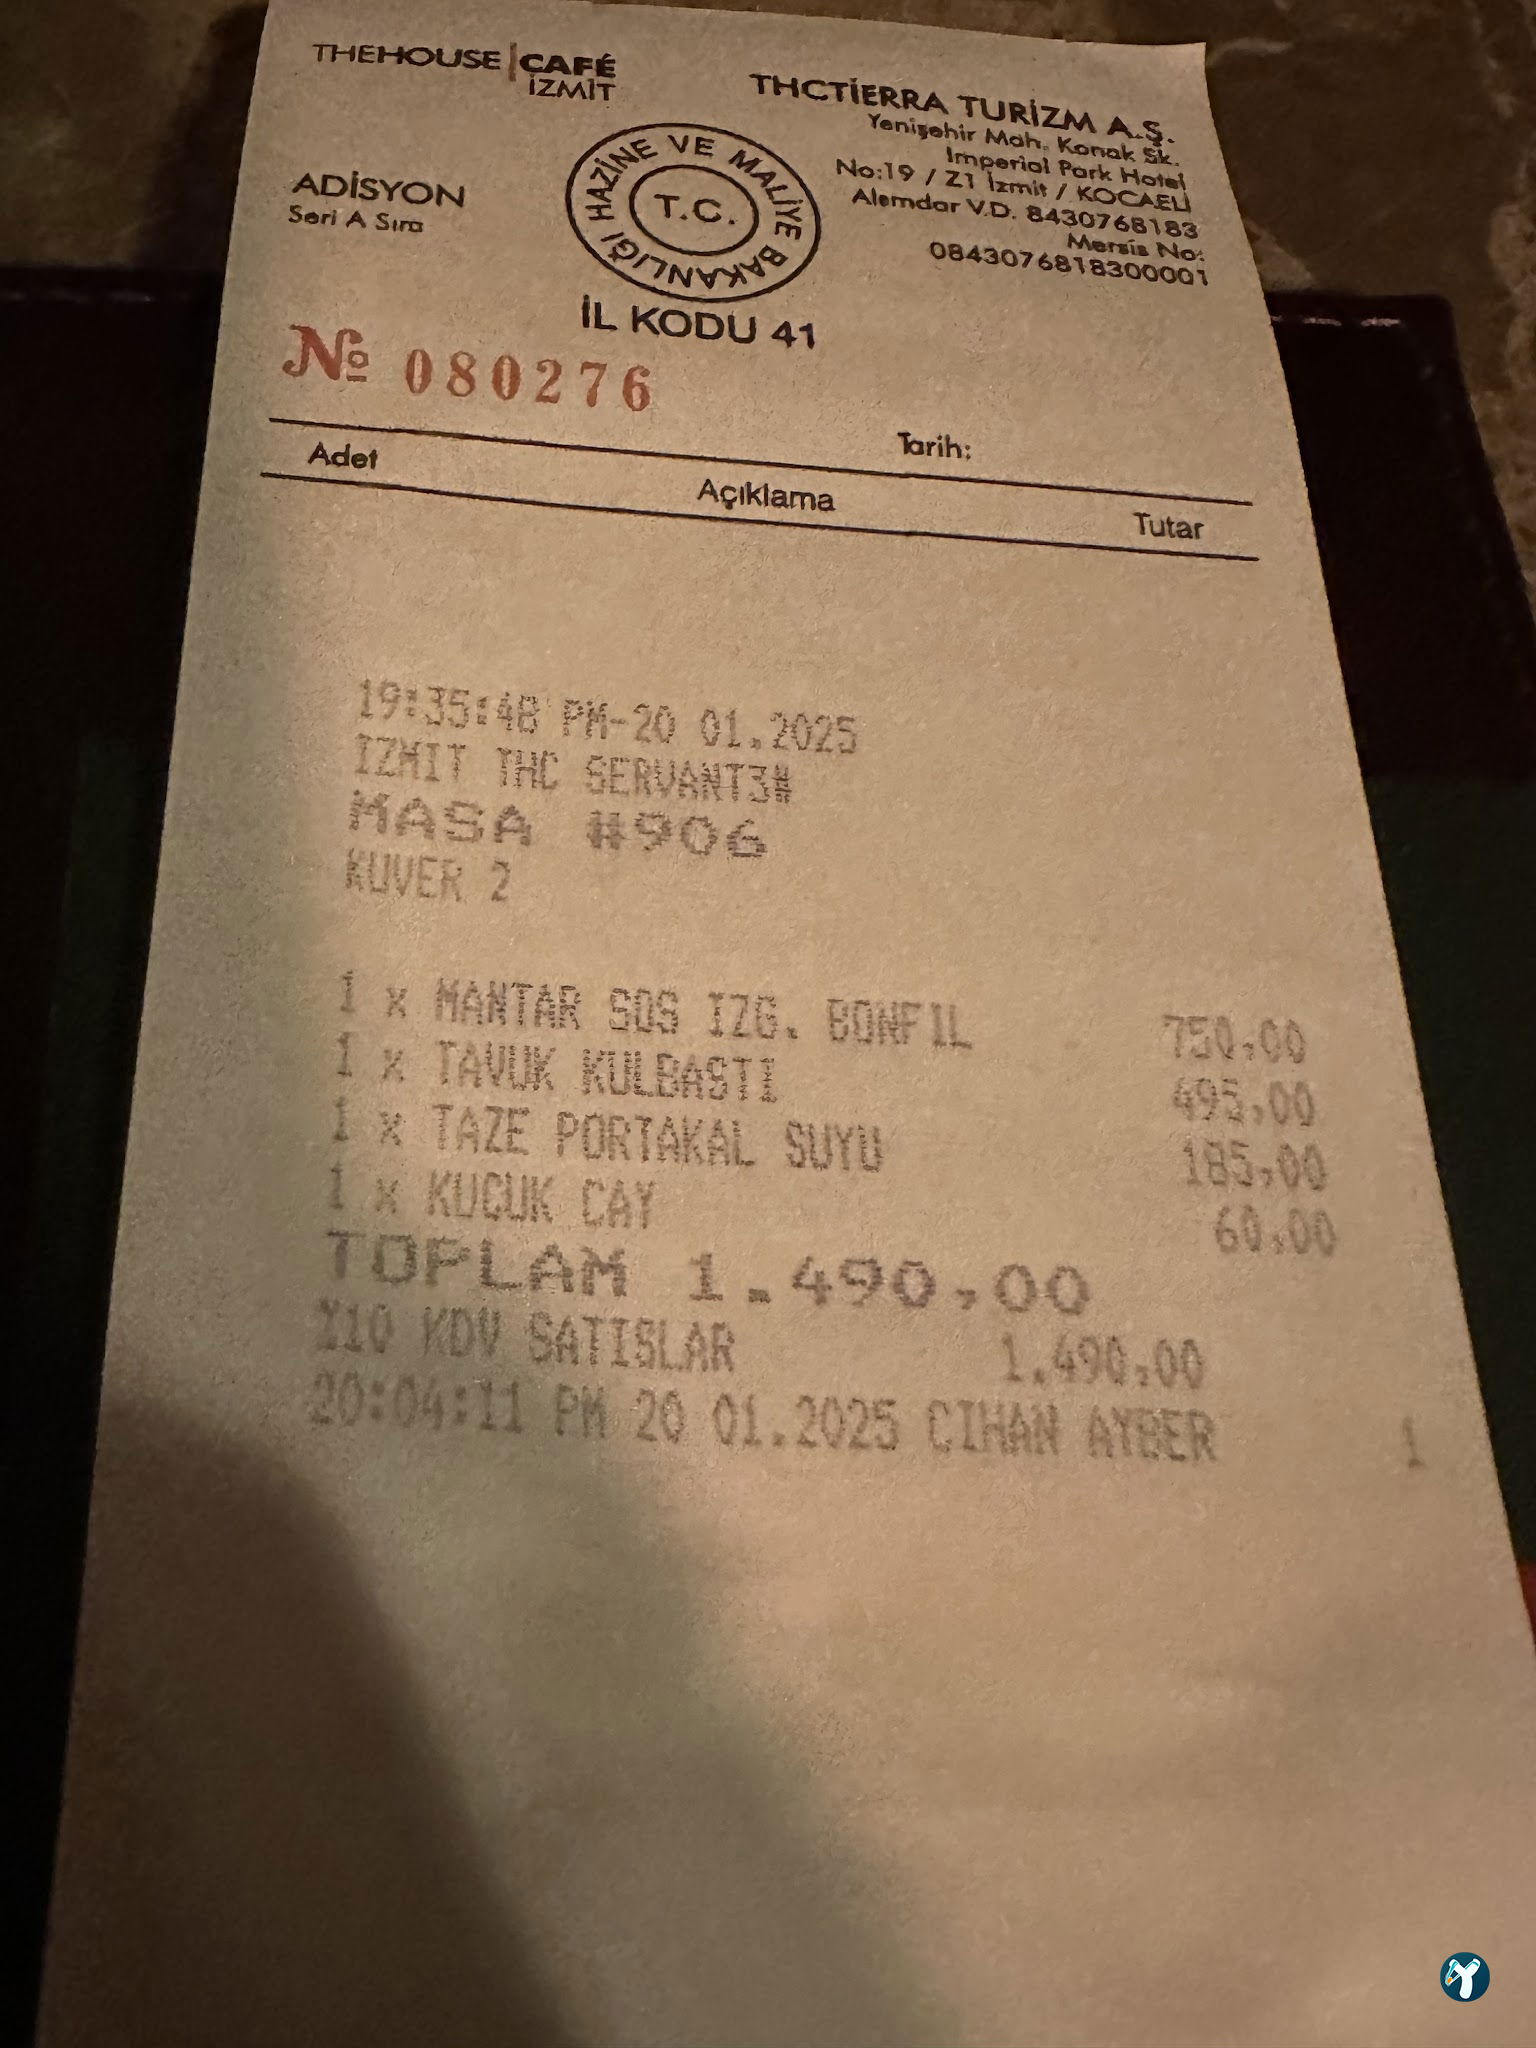 THEHOUSE|CAFÉ
İZMİT
THCTİERRA TURİZM A.Ş.
Yenişehir Mah. Konak Sk.
Imperial Park Hotel
No:19 / Z1 İzmit / KOCAELİ
Alemdar V.D. 8430768183
Mersis No:
0843076818300001
ADİSYON
Seri A Sıra
HAZİNE VE MALİYE BAKANLIĞI
T.C.
İL KODU 41
№ 080276
Tarih:
Adet Açıklama Tutar
19:35:48 PM-20 01.2025
IZMIT THC SERVANT3#
MASA #906
KUVER 2
1 x MANTAR SOS IZG. BONFIL 750,00
1 x TAVUK KULBASTI 495,00
1 x TAZE PORTAKAL SUYU 185,00
1 x KUCUK CAY 60,00
TOPLAM 1.490,00
%10 KDV SATISLAR 1.490,00
20:04:11 PM 20 01.2025 CIHAN AYBER 1